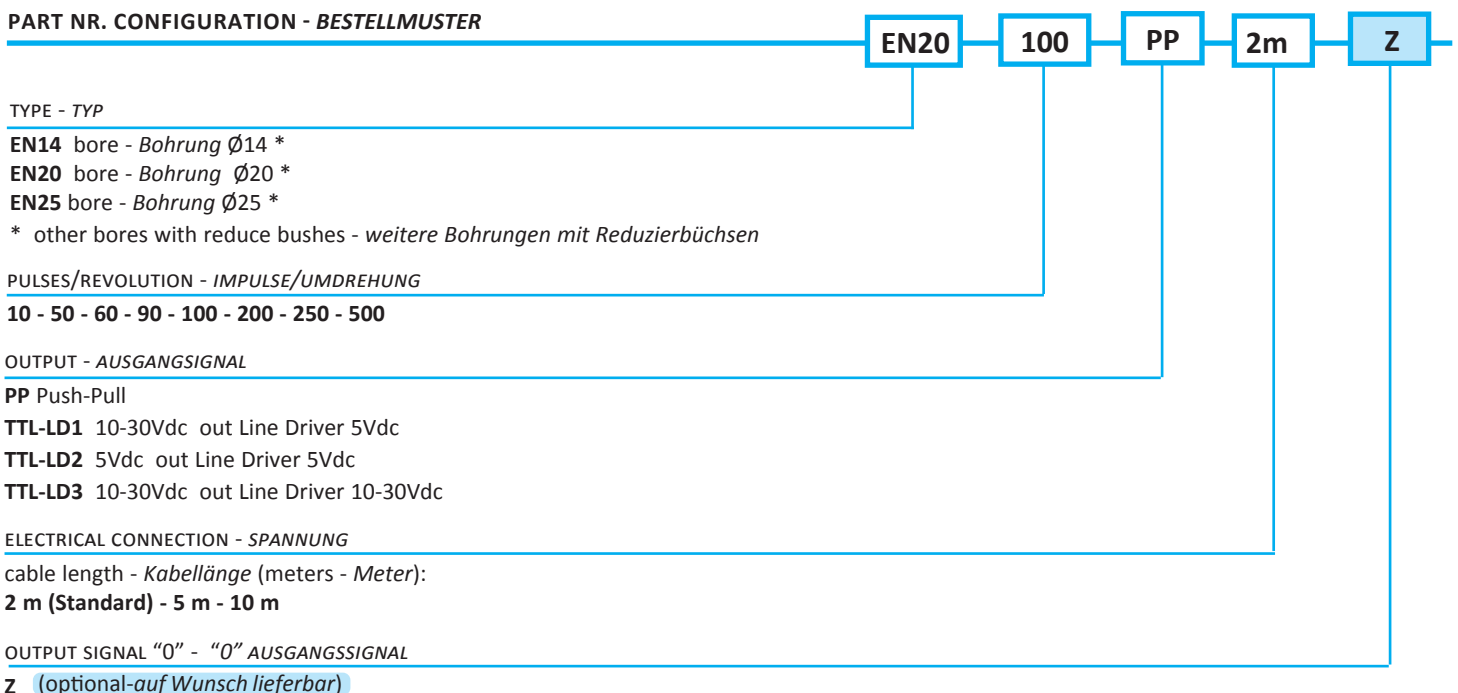 PART NR. CONFIGURATION - BESTELLMUSTER
EN20 100 PP 2m Z
TYPE - TYP
EN14 bore - Bohrung Ø14 *
EN20 bore - Bohrung Ø20 *
EN25 bore - Bohrung Ø25 *
* other bores with reduce bushes - weitere Bohrungen mit Reduzierbüchsen
PULSES/REVOLUTION - IMPULSE/UMDREHUNG
10 - 50 - 60 - 90 - 100 - 200 - 250 - 500
OUTPUT - AUSGANGSIGNAL
PP Push-Pull
TTL-LD1 10-30Vdc out Line Driver 5Vdc
TTL-LD2 5Vdc out Line Driver 5Vdc
TTL-LD3 10-30Vdc out Line Driver 10-30Vdc
ELECTRICAL CONNECTION - SPANNUNG
cable length - Kabellänge (meters - Meter):
2 m (Standard) - 5 m - 10 m
OUTPUT SIGNAL “0” - “0” AUSGANGSSIGNAL
Z (optional-auf Wunsch lieferbar)